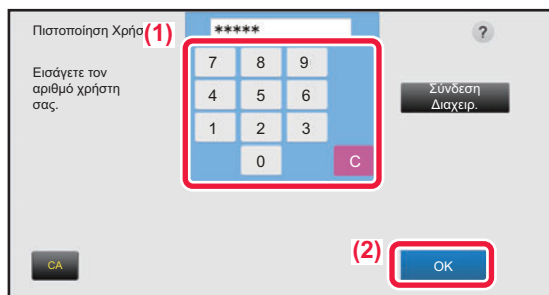 Πιστοποίηση Χρήσ
(1)
*****
?
Εισάγετε τον
αριθμό χρήστη
σας.
7 8 9
4 5 6
1 2 3
0 C
Σύνδεση
Διαχειρ.
(2)
CA
OK